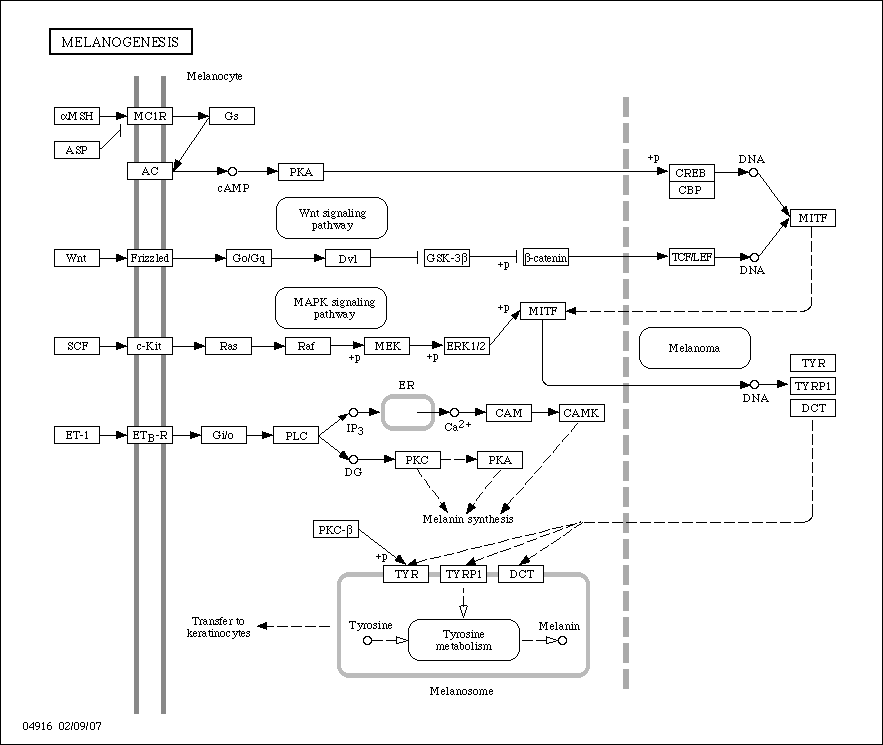 MELANOGENESIS
Melanocyte
αMSH
MC1R
Gs
ASP
AC
cAMP
PKA
+p
CREB
CBP
DNA
MITF
Wnt signaling
pathway
Wnt
Frizzled
Go/Gq
Dvl
GSK-3β
+p
β-catenin
TCF/LEF
DNA
MAPK signaling
pathway
+p
MITF
SCF
c-Kit
Ras
Raf
+p
MEK
+p
ERK1/2
Melanoma
TYR
TYRP1
DCT
DNA
ER
IP3
Ca2+
CAM
CAMK
ET-1
ETB-R
Gi/o
PLC
DG
PKC
PKA
Melanin synthesis
PKC-β
+p
TYR
TYRP1
DCT
Transfer to
keratinocytes
Tyrosine
Tyrosine
metabolism
Melanin
Melanosome
04916 02/09/07